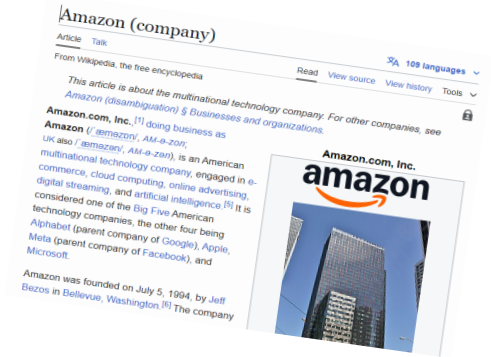 Amazon (company)
Article Talk
109 languages
From Wikipedia, the free encyclopedia
Read View source View history Tools
This article is about the multinational technology company. For other companies, see
Amazon (disambiguation) § Businesses and organizations.
Amazon.com, Inc.,[1] doing business as
Amazon (/ˈæməzɒn/, AM-ə-zon;
UK also /ˈæməzən/, AM-ə-zən), is an American
multinational technology company, engaged in e-
commerce, cloud computing, online advertising,
digital streaming, and artificial intelligence.[5] It is
considered one of the Big Five American
technology companies, the other four being
Alphabet (parent company of Google), Apple,
Meta (parent company of Facebook), and
Microsoft.
Amazon was founded on July 5, 1994, by Jeff
Bezos in Bellevue, Washington.[6] The company
Amazon.com, Inc.
amazon